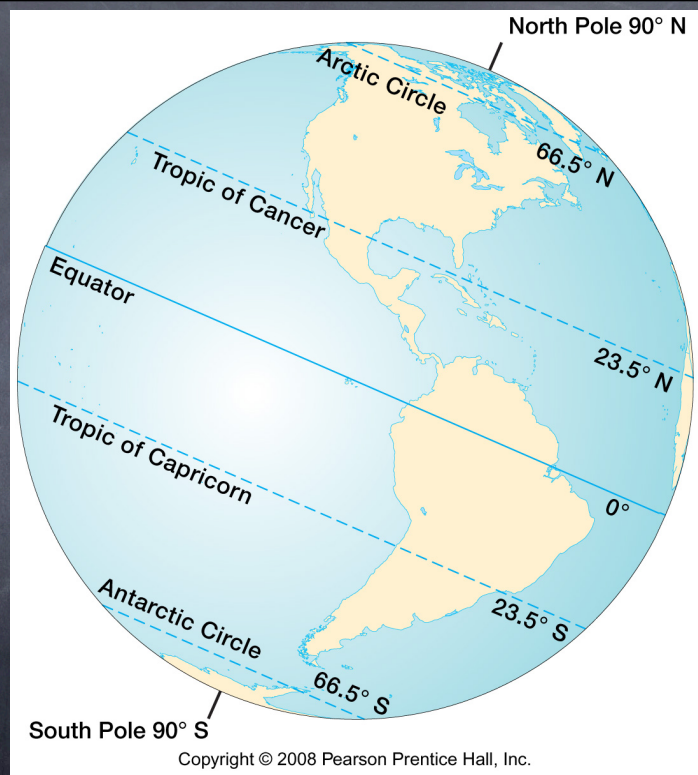 North Pole 90° N
Arctic Circle
66.5° N
Tropic of Cancer
23.5° N
Equator
0°
Tropic of Capricorn
23.5° S
Antarctic Circle
66.5° S
South Pole 90° S
Copyright © 2008 Pearson Prentice Hall, Inc.